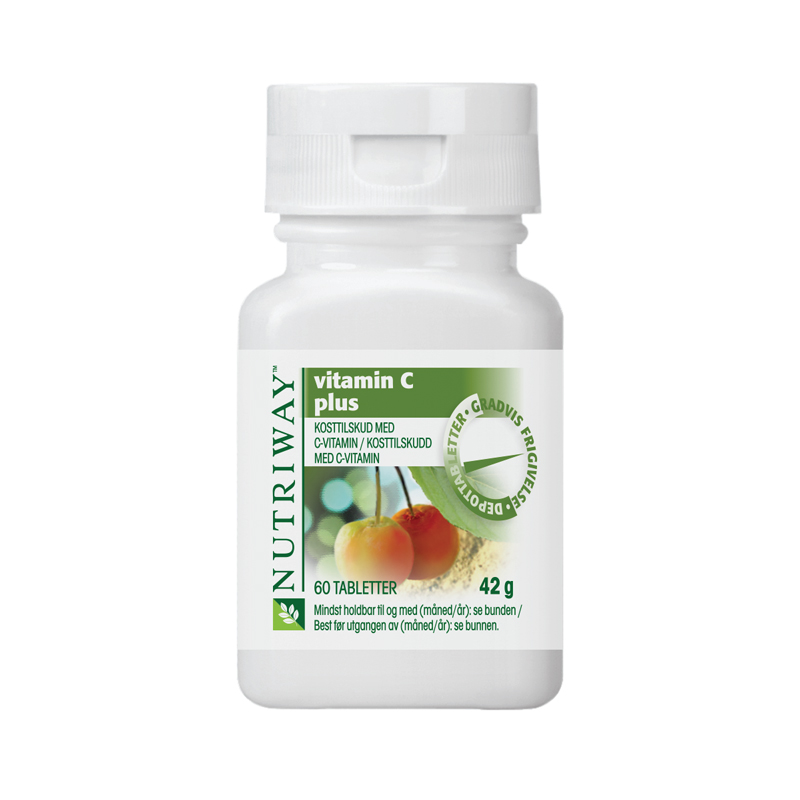 NUTRIWAY™
vitamin C
plus
KOSTTILSKUD MED
C-VITAMIN / KOSTTILSKUDD
MED C-VITAMIN
GRADVIS FRIGIVELSE • DEPOTTABLETTER •
60 TABLETTER 42 g
Mindst holdbar til og med (måned/år): se bunden /
Best før utgangen av (måned/år): se bunnen.